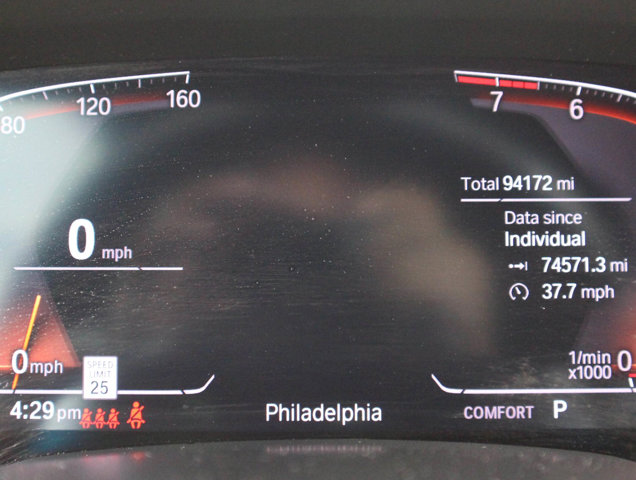 80 120 160
7 6
Total 94172 mi
0 mph
Data since
Individual
74571.3 mi
37.7 mph
0 mph
SPEED
LIMIT
25
1/min
x1000
0
4:29 pm
Philadelphia
COMFORT P